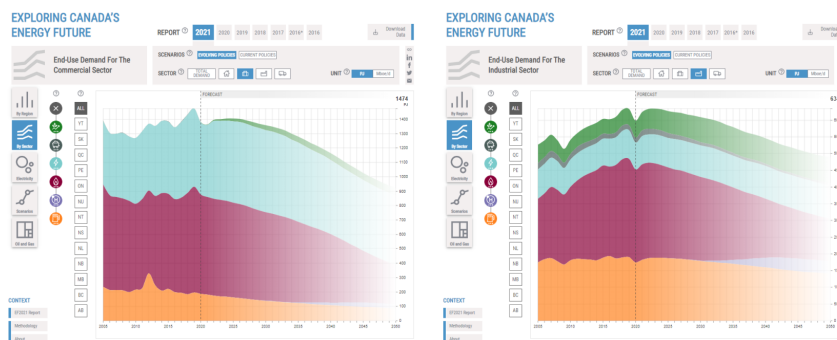 EXPLORING CANADA'S
ENERGY FUTURE
REPORT 2021 2020 2019 2018 2017 2016* 2016
Download
Data
End-Use Demand For The
Commercial Sector
SCENARIOS EVOLVING POLICIES CURRENT POLICIES
SECTOR TOTAL DEMAND UNIT PJ MBoe/d
By Region
By Sector
Electricity
Scenarios
Oil and Gas
ALL
YT
SK
QC
PE
ON
NU
NT
NS
NL
NB
MB
BC
AB
FORECAST
1474
PJ
1400
1300
1200
1100
1000
900
800
700
600
500
400
300
200
100
0
2005 2010 2015 2020 2025 2030 2035 2040 2045 2050
CONTEXT
EF2021 Report
Methodology
About
EXPLORING CANADA'S
ENERGY FUTURE
REPORT 2021 2020 2019 2018 2017 2016* 2016
Download
Data
End-Use Demand For The
Industrial Sector
SCENARIOS EVOLVING POLICIES CURRENT POLICIES
SECTOR TOTAL DEMAND UNIT PJ MBoe/d
By Region
By Sector
Electricity
Scenarios
Oil and Gas
ALL
YT
SK
QC
PE
ON
NU
NT
NS
NL
NB
MB
BC
AB
FORECAST
63
2005 2010 2015 2020 2025 2030 2035 2040 2045 2050
CONTEXT
EF2021 Report
Methodology
About